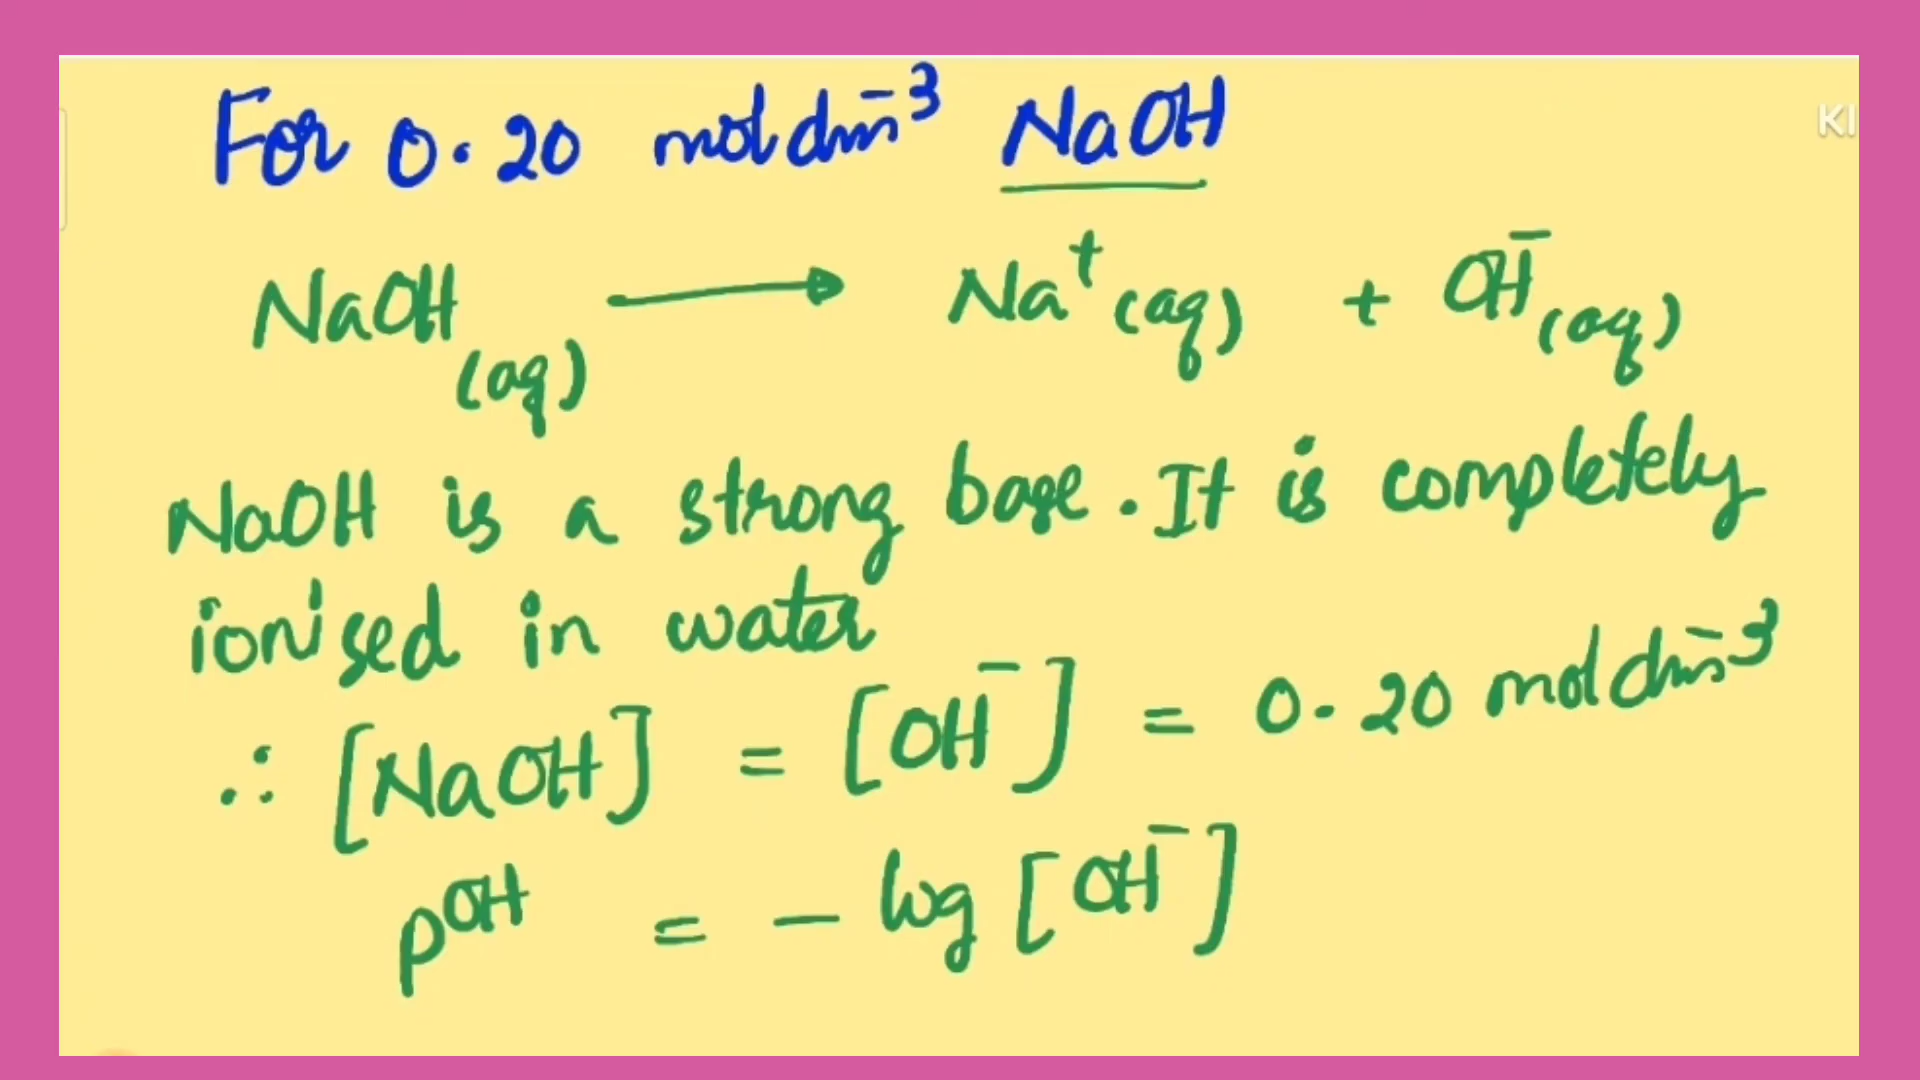 For 0.20 mol dm⁻³ NaOH
KI
NaOH(aq) → Na⁺(aq) + OH⁻(aq)
NaOH is a strong base. It is completely
ionised in water
∴ [NaOH] = [OH⁻] = 0.20 mol dm⁻³
pOH = - log [OH⁻]